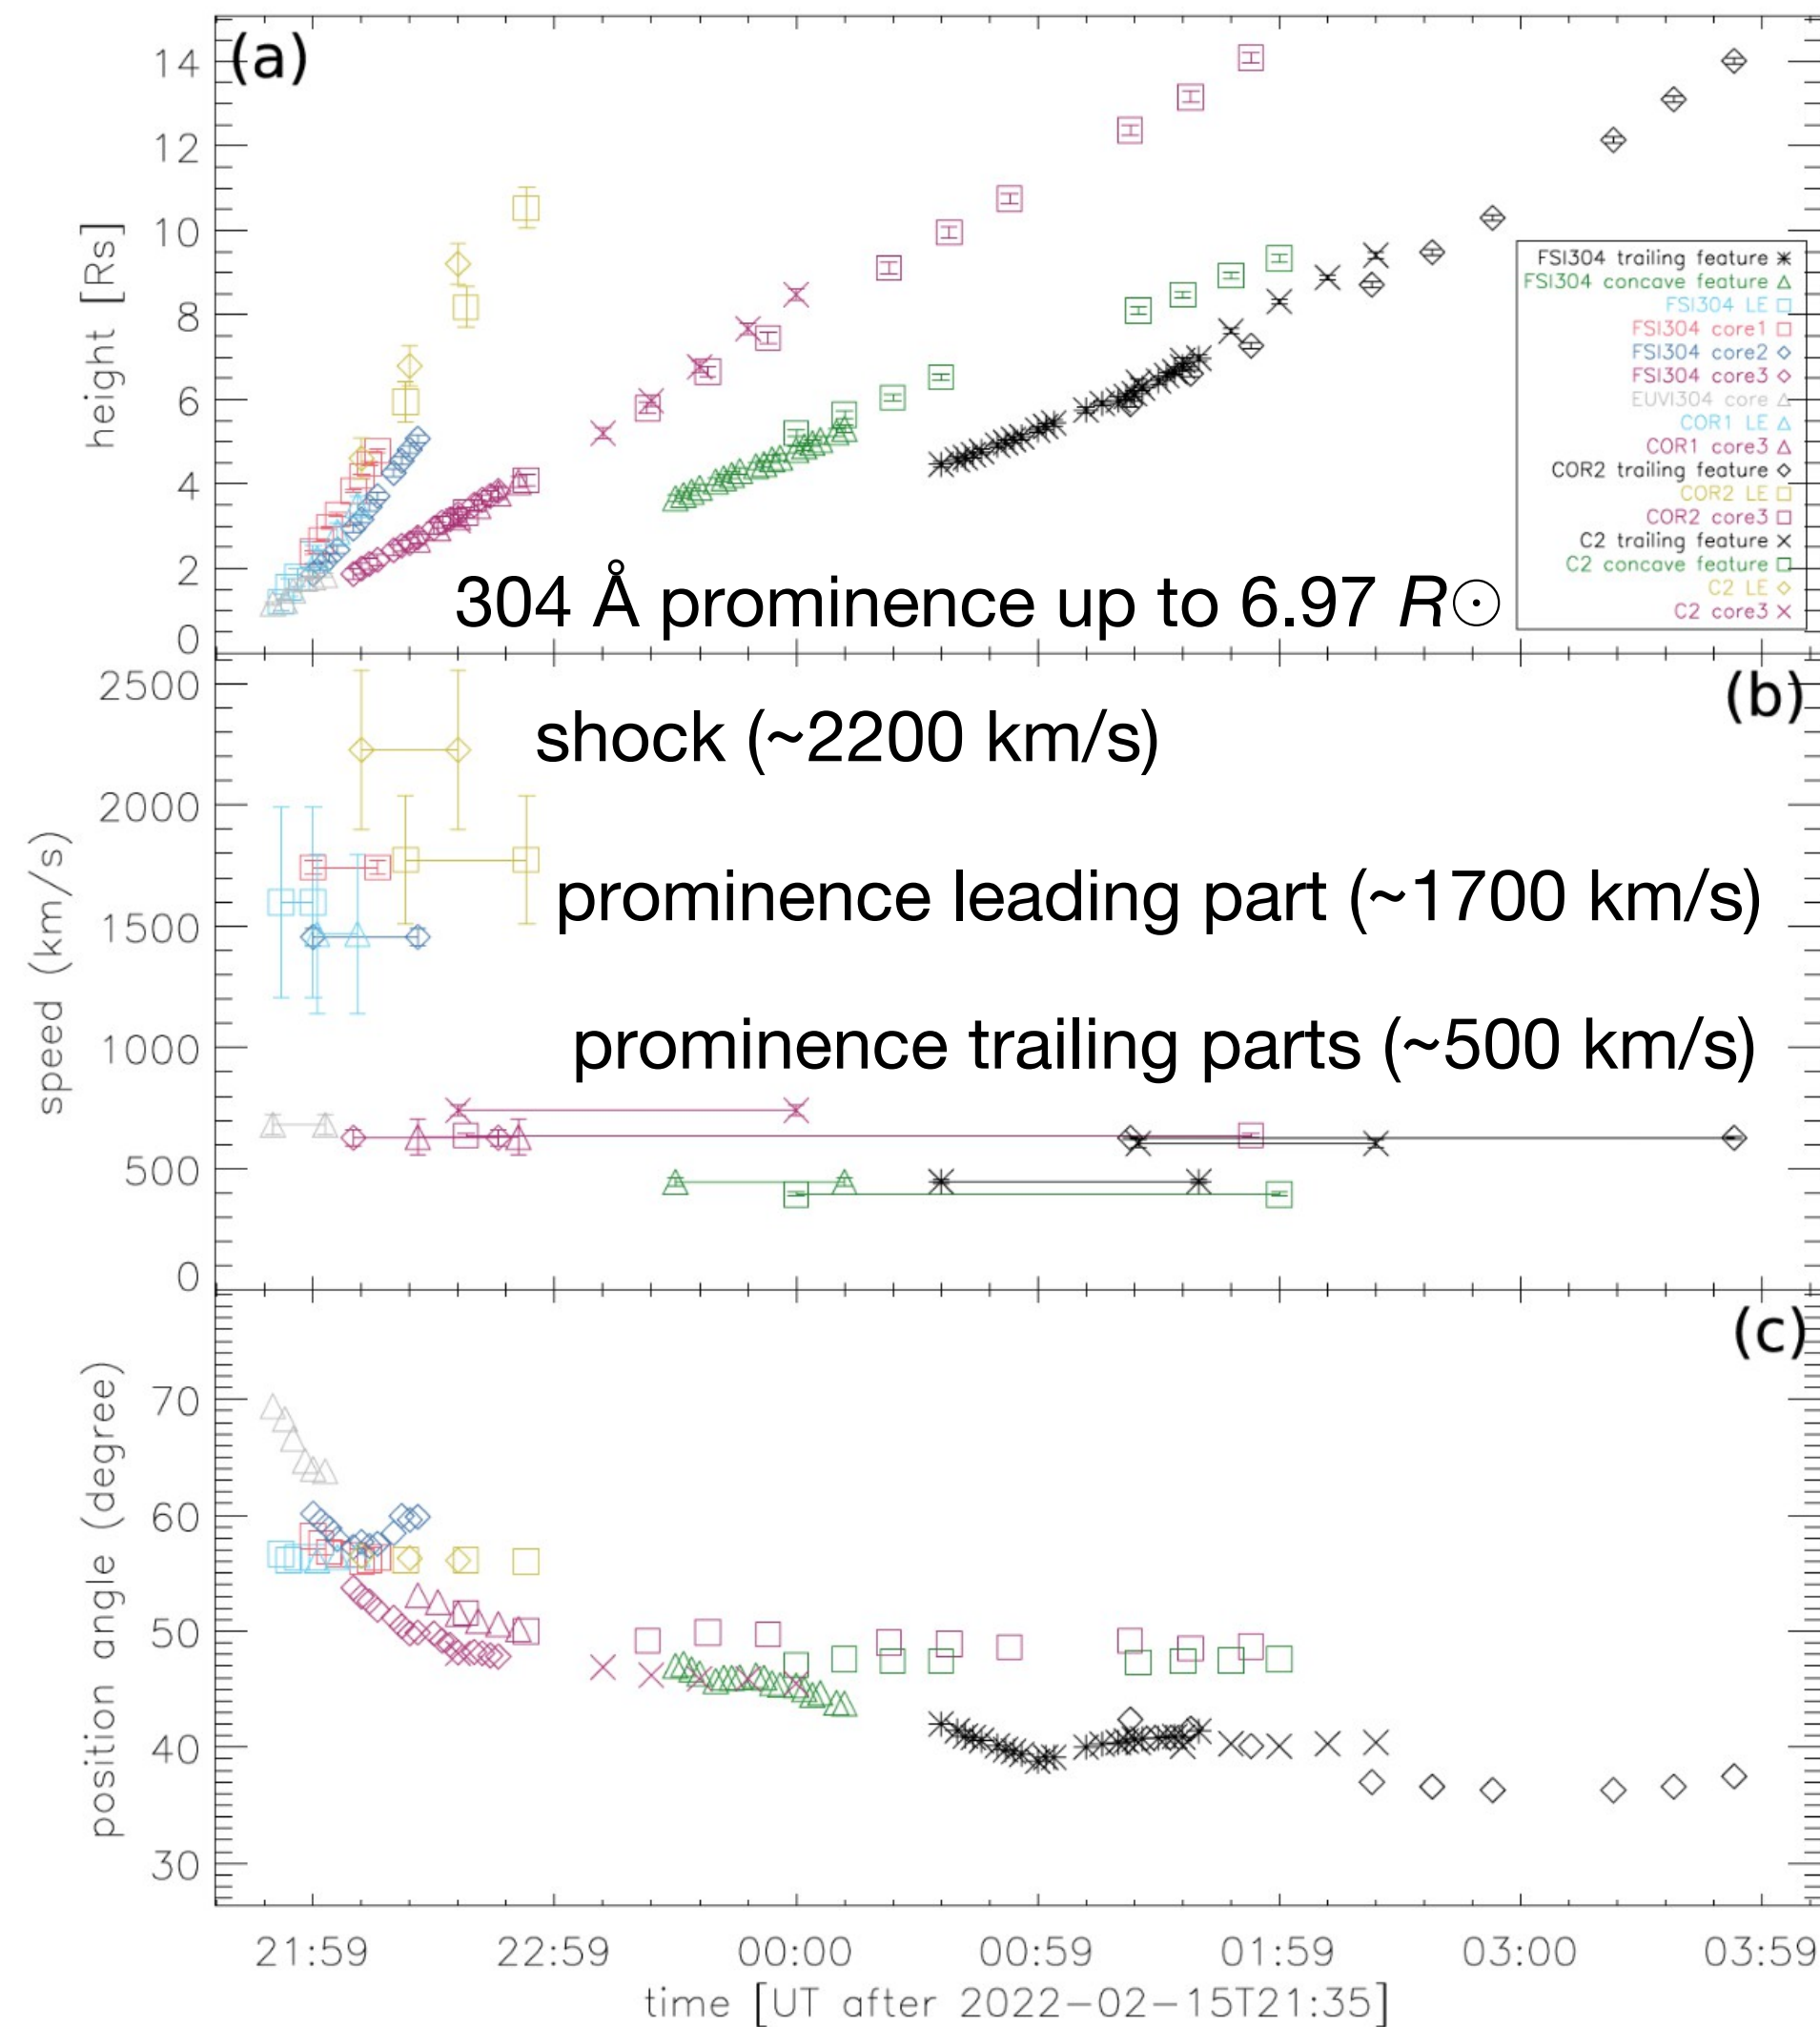 (a)
height [Rs]
14
12
10
8
6
4
2
0
FSI304 trailing feature
FSI304 concave feature
FSI304 LE
FSI304 core1
FSI304 core2
FSI304 core3
EUVI304 core
COR1 LE
COR1 core3
COR2 trailing feature
COR2 LE
COR2 core3
C2 trailing feature
C2 concave feature
C2 LE
C2 core3
304 Å prominence up to 6.97 R☉
(b)
speed (km/s)
2500
2000
1500
1000
500
0
shock (~2200 km/s)
prominence leading part (~1700 km/s)
prominence trailing parts (~500 km/s)
(c)
position angle (degree)
70
60
50
40
30
21:59 22:59 00:00 00:59 01:59 03:00 03:59
time [UT after 2022-02-15T21:35]